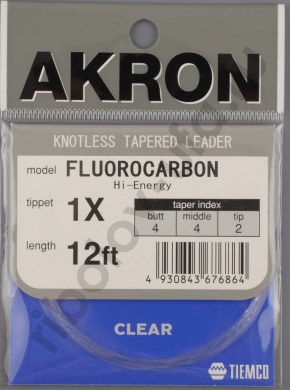 AKRON
KNOTLESS TAPERED LEADER
model FLUOROCARBON
Hi-Energy
tippet 1X
taper index
butt middle tip
4 4 2
length 12ft
4 930843 676864
CLEAR
TIEMCO